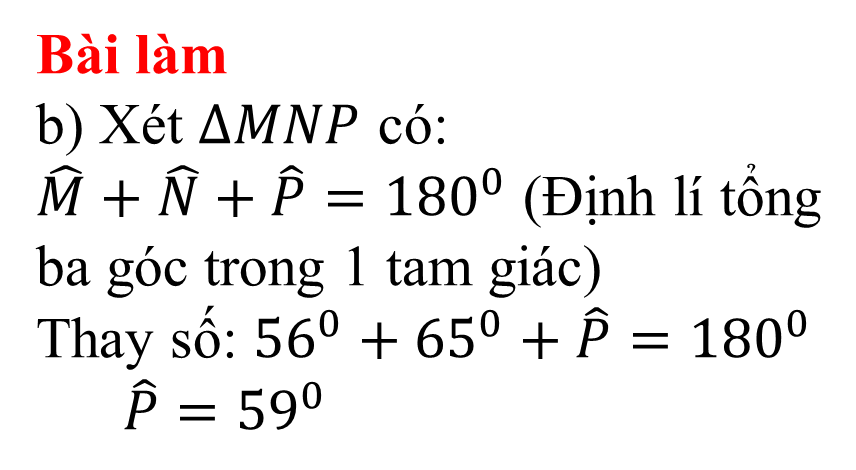 Bài làm
b) Xét ΔMNP có:
M̂ + N̂ + P̂ = 180⁰ (Định lí tổng
ba góc trong 1 tam giác)
Thay số: 56⁰ + 65⁰ + P̂ = 180⁰
P̂ = 59⁰